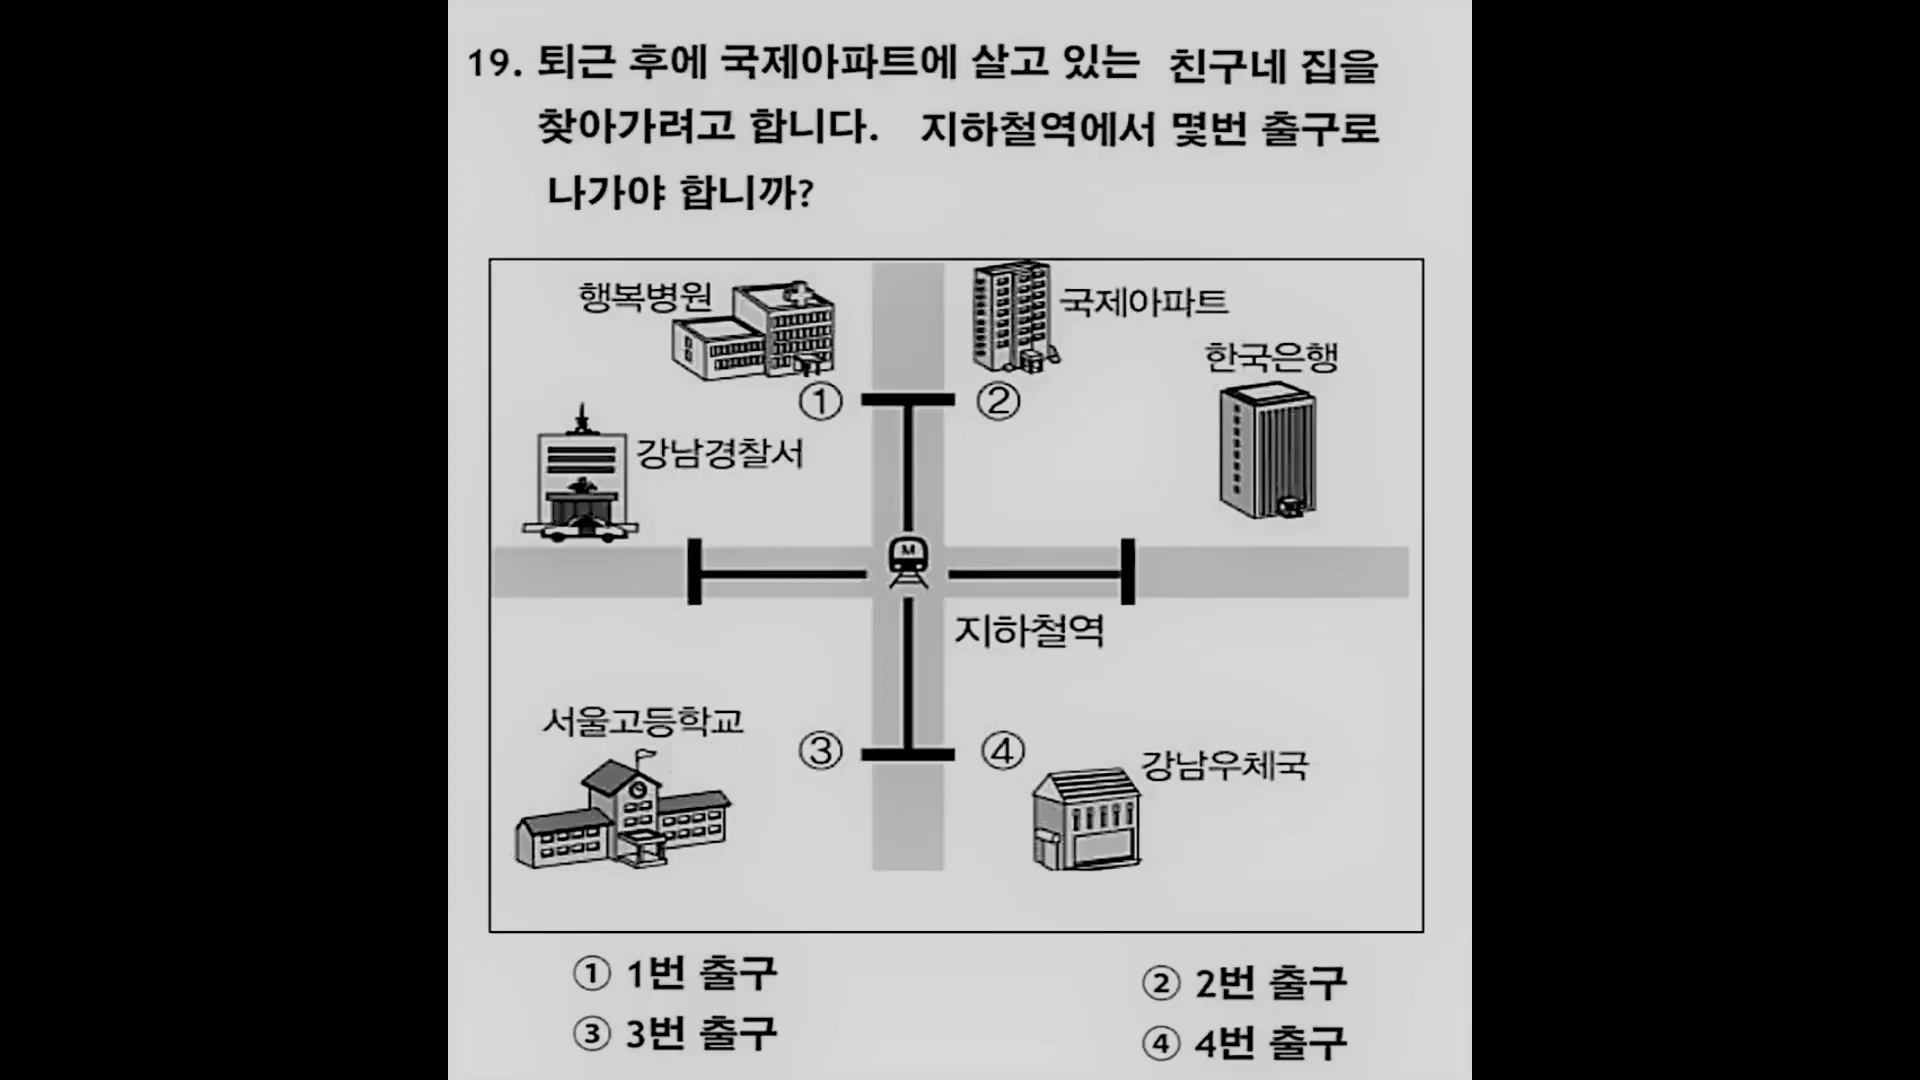 19. 퇴근 후에 국제아파트에 살고 있는 친구네 집을
찾아가려고 합니다. 지하철역에서 몇번 출구로
나가야 합니까?
행복병원
국제아파트
한국은행
① ②
강남경찰서
M
지하철역
서울고등학교
③ ④
강남우체국
① 1번 출구 ② 2번 출구
③ 3번 출구 ④ 4번 출구